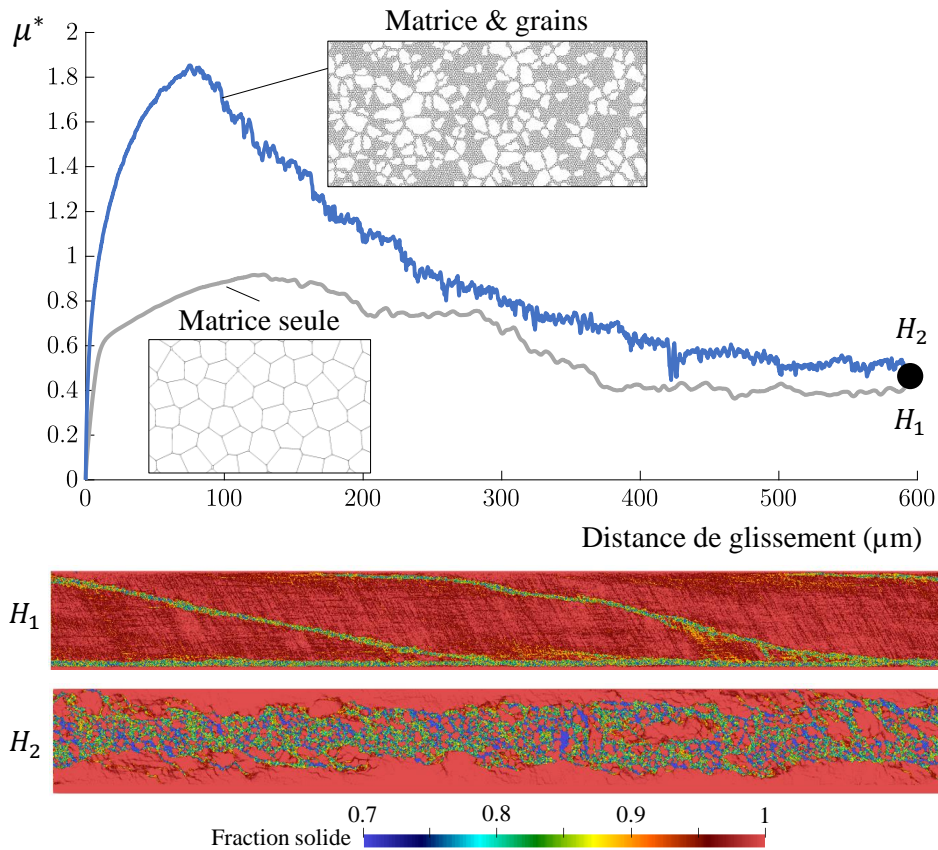 μ*
Matrice & grains
2
1.8
1.6
1.4
1.2
1
0.8
0.6
0.4
0.2
0
Matrice seule
H₂
H₁
0 100 200 300 400 500 600
Distance de glissement (µm)
H₁
H₂
0.7 0.8 0.9 1
Fraction solide